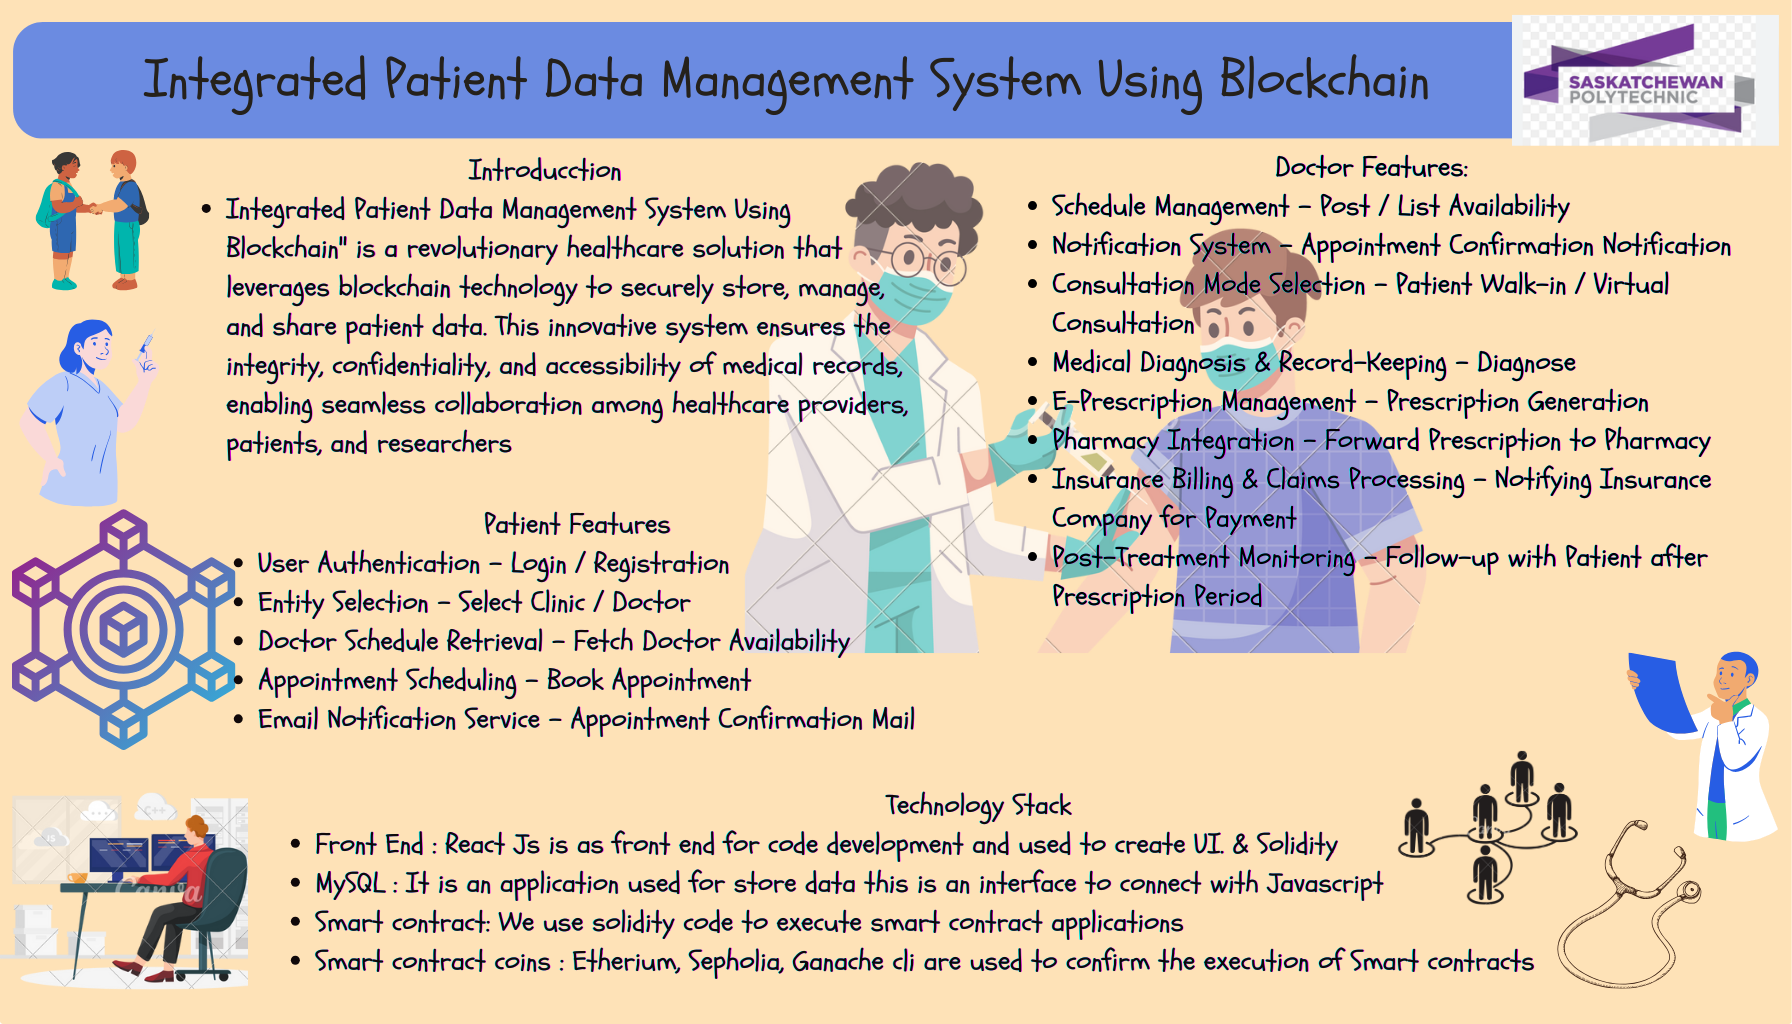 Integrated Patient Data Management System Using Blockchain
SASKATCHEWAN
POLYTECHNIC
Introducction
• Integrated Patient Data Management System Using
Blockchain" is a revolutionary healthcare solution that
leverages blockchain technology to securely store, manage,
and share patient data. This innovative system ensures the
integrity, confidentiality, and accessibility of medical records,
enabling seamless collaboration among healthcare providers,
patients, and researchers
Patient Features
• User Authentication - Login / Registration
• Entity Selection - Select Clinic / Doctor
• Doctor Schedule Retrieval - Fetch Doctor Availability
• Appointment Scheduling - Book Appointment
• Email Notification Service - Appointment Confirmation Mail
Doctor Features:
• Schedule Management - Post / List Availability
• Notification System - Appointment Confirmation Notification
• Consultation Mode Selection - Patient Walk-in / Virtual
Consultation
• Medical Diagnosis & Record-Keeping - Diagnose
• E-Prescription Management - Prescription Generation
• Pharmacy Integration - Forward Prescription to Pharmacy
• Insurance Billing & Claims Processing - Notifying Insurance
Company for Payment
• Post-Treatment Monitoring - Follow-up with Patient after
Prescription Period
Technology Stack
• Front End : React Js is as front end for code development and used to create UI. & Solidity
• MySQL : It is an application used for store data this is an interface to connect with Javascript
• Smart contract: We use solidity code to execute smart contract applications
• Smart contract coins : Etherium, Sepholia, Ganache cli are used to confirm the execution of Smart contracts
C++
JS
Canva